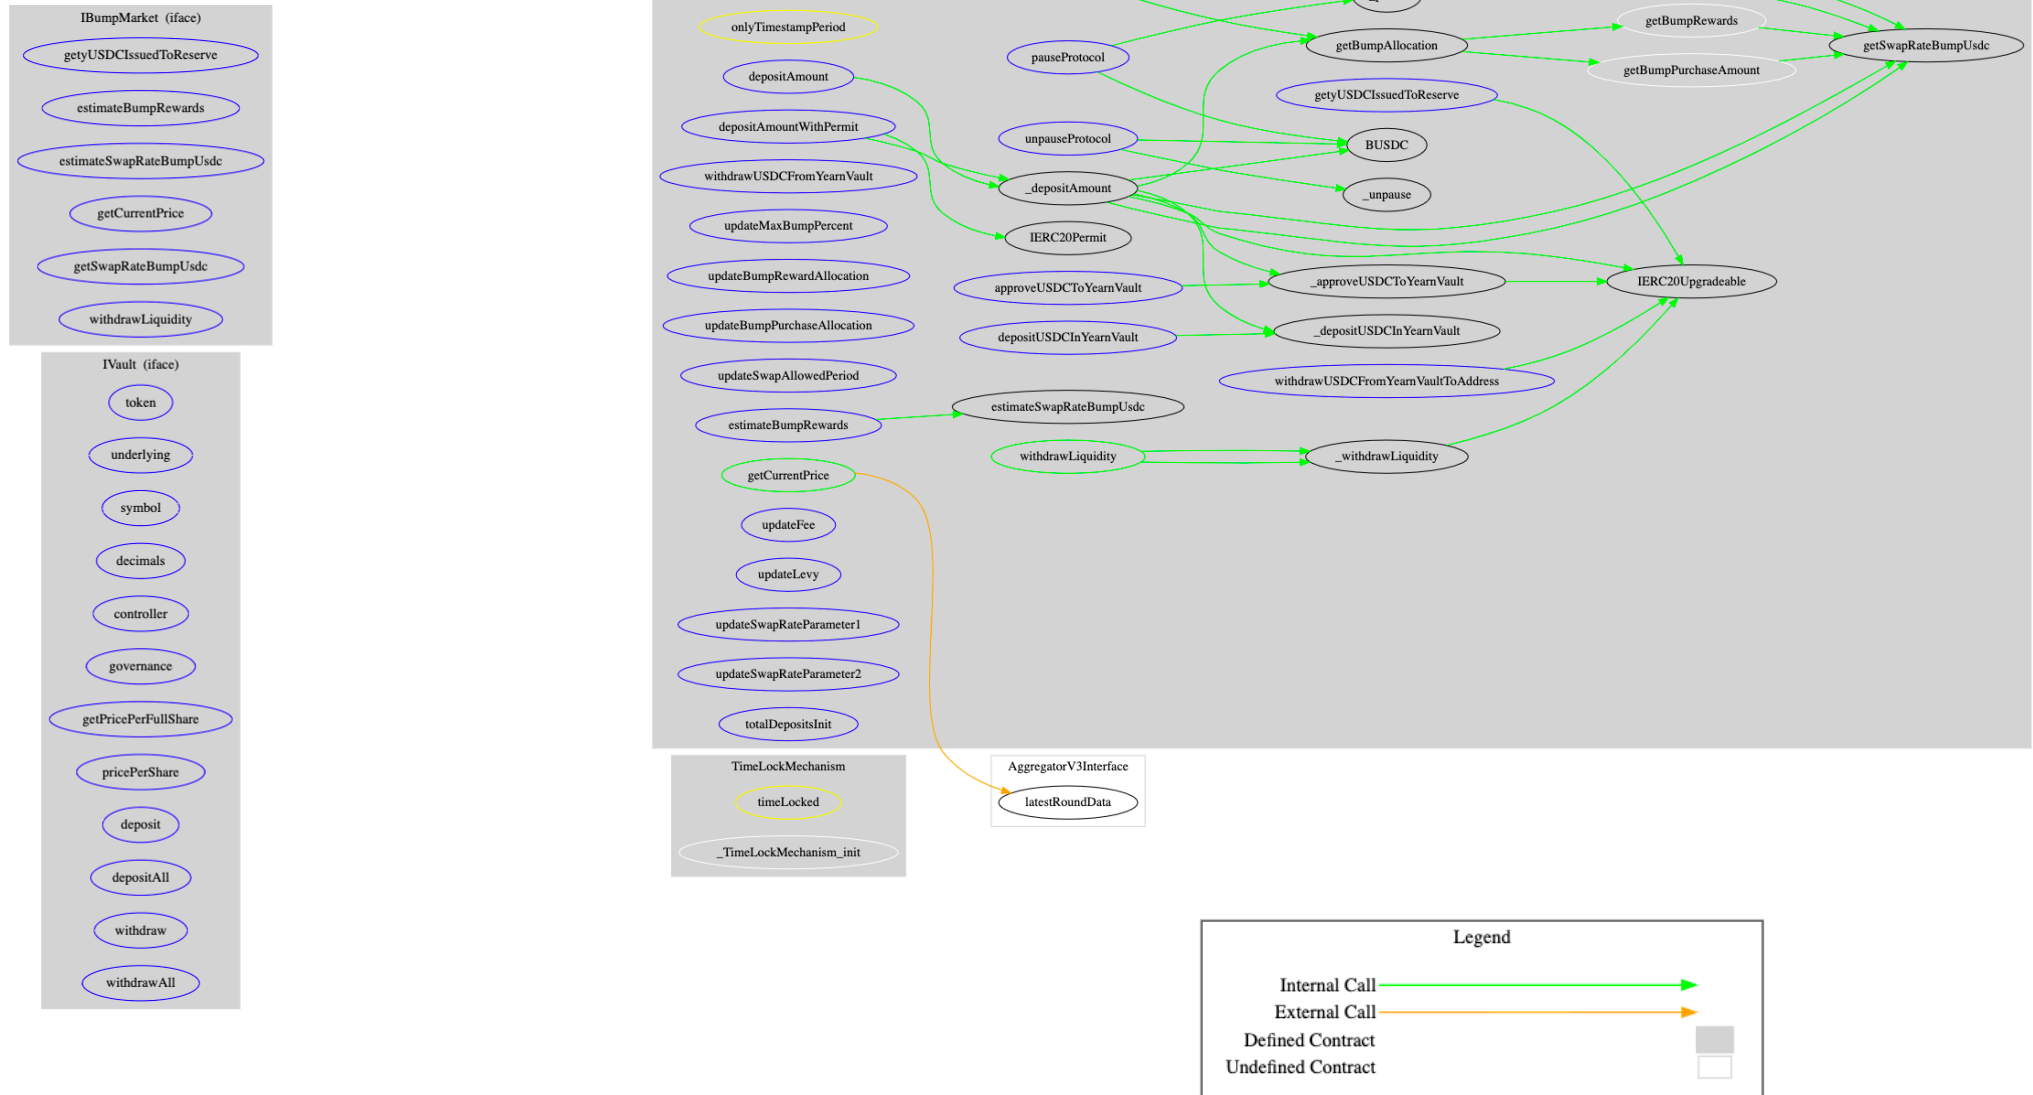 IBumpMarket (iface)
getyUSDCIssuedToReserve
estimateBumpRewards
estimateSwapRateBumpUsdc
getCurrentPrice
getSwapRateBumpUsdc
withdrawLiquidity
IVault (iface)
token
underlying
symbol
decimals
controller
governance
getPricePerFullShare
pricePerShare
deposit
depositAll
withdraw
withdrawAll
onlyTimestampPeriod
depositAmount
depositAmountWithPermit
withdrawUSDCFromYearnVault
updateMaxBumpPercent
updateBumpRewardAllocation
updateBumpPurchaseAllocation
updateSwapAllowedPeriod
estimateBumpRewards
getCurrentPrice
updateFee
updateLevy
updateSwapRateParameter1
updateSwapRateParameter2
totalDepositsInit
pauseProtocol
unpauseProtocol
_depositAmount
IERC20Permit
approveUSDCToYearnVault
depositUSDCInYearnVault
estimateSwapRateBumpUsdc
withdrawLiquidity
getBumpAllocation
getyUSDCIssuedToReserve
BUSDC
_unpause
_approveUSDCToYearnVault
_depositUSDCInYearnVault
withdrawUSDCFromYearnVaultToAddress
_withdrawLiquidity
getBumpRewards
getBumpPurchaseAmount
IERC20Upgradeable
getSwapRateBumpUsdc
TimeLockMechanism
timeLocked
_TimeLockMechanism_init
AggregatorV3Interface
latestRoundData
Legend
Internal Call
External Call
Defined Contract
Undefined Contract